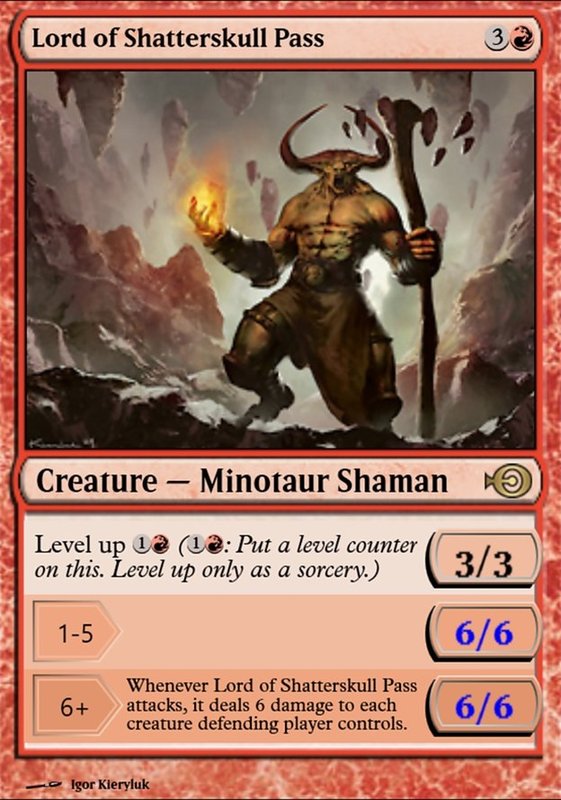 Lord of Shatterskull Pass 3
Creature — Minotaur Shaman
Level up 1 (1: Put a level counter
on this. Level up only as a sorcery.)
3/3
1-5
6/6
6+
Whenever Lord of Shatterskull Pass
attacks, it deals 6 damage to each
creature defending player controls.
6/6
Igor Kieryluk